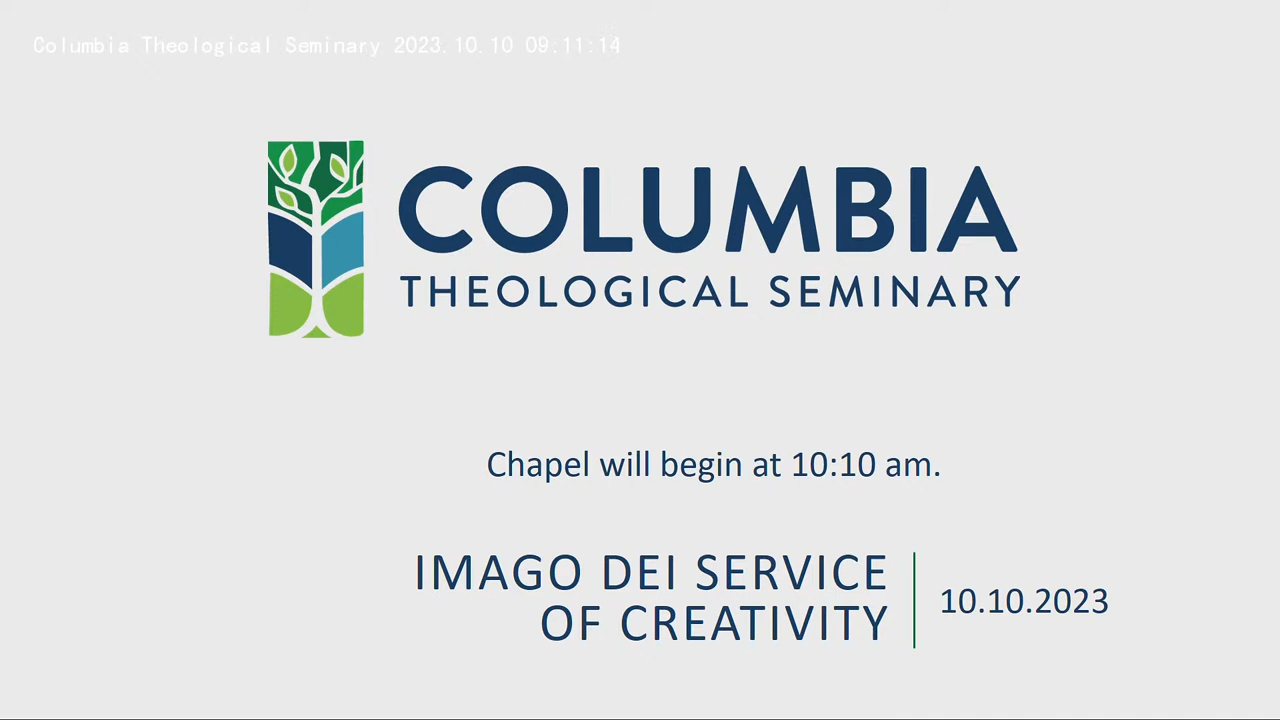 Columbia Theological Seminary 2023.10.10 09:11:14
COLUMBIA
THEOLOGICAL SEMINARY
Chapel will begin at 10:10 am.
IMAGO DEI SERVICE
OF CREATIVITY
10.10.2023